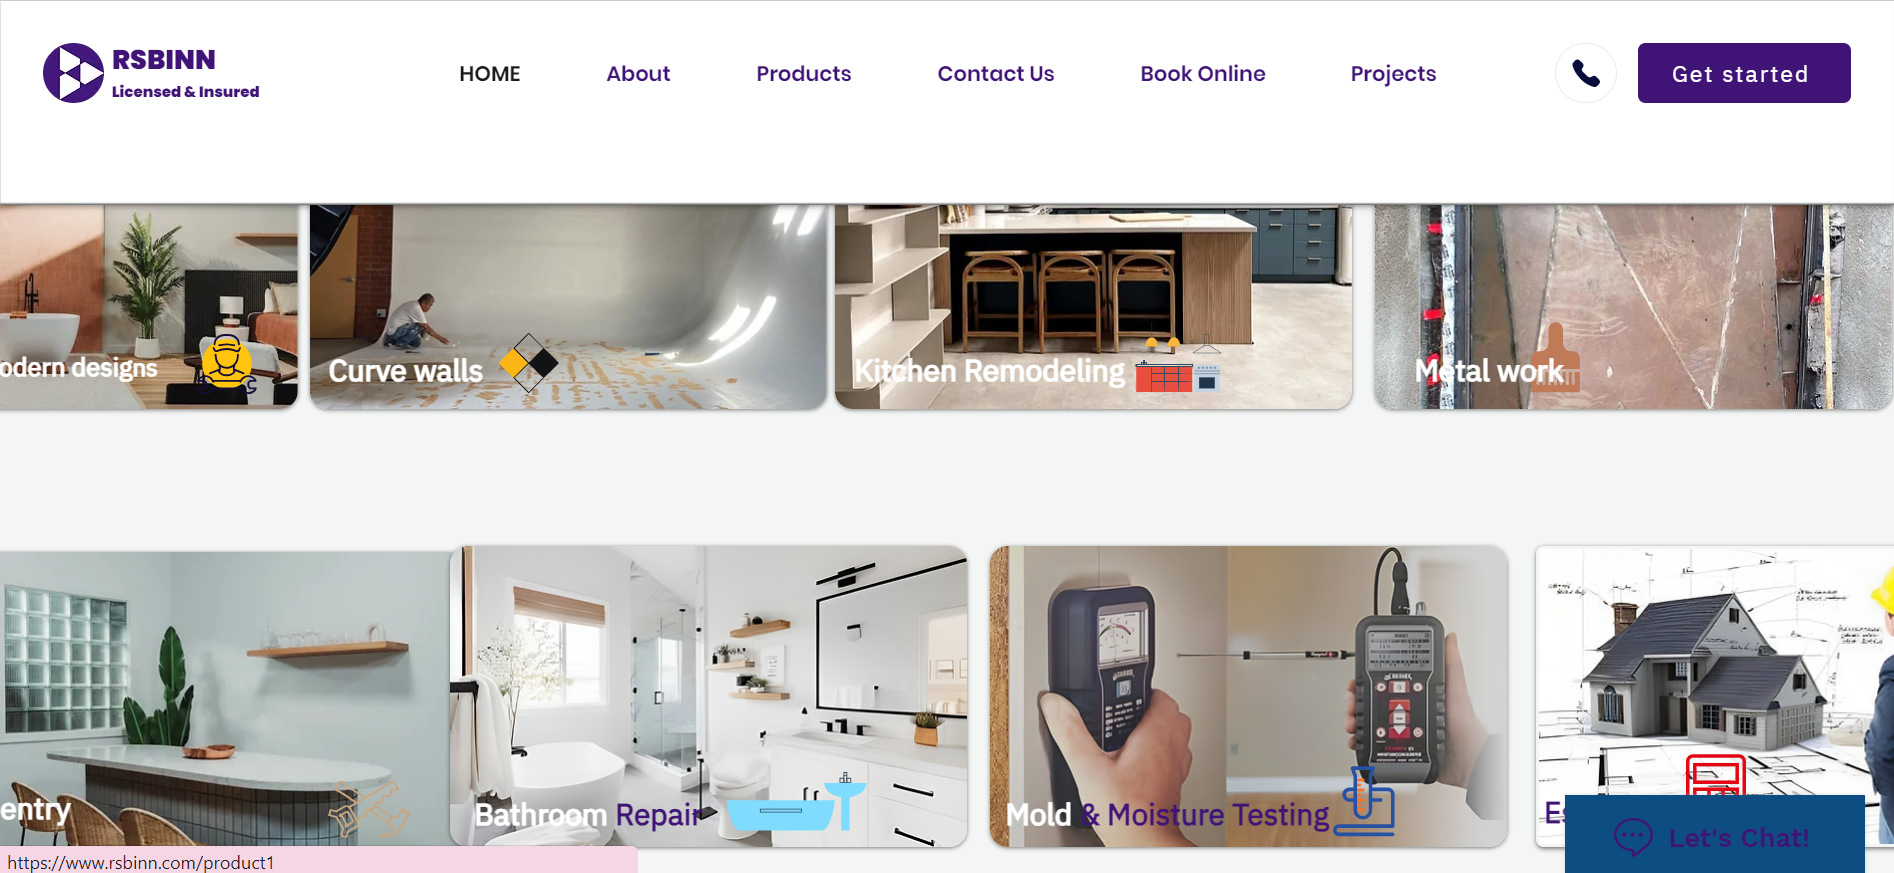 RSBINN
Licensed & Insured
HOME
About
Products
Contact Us
Book Online
Projects
Get started
odern designs
Curve walls
Kitchen Remodeling
Metal work
entry
Bathroom Repair
Mold & Moisture Testing
Es
Let's Chat!
https://www.rsbinn.com/product1